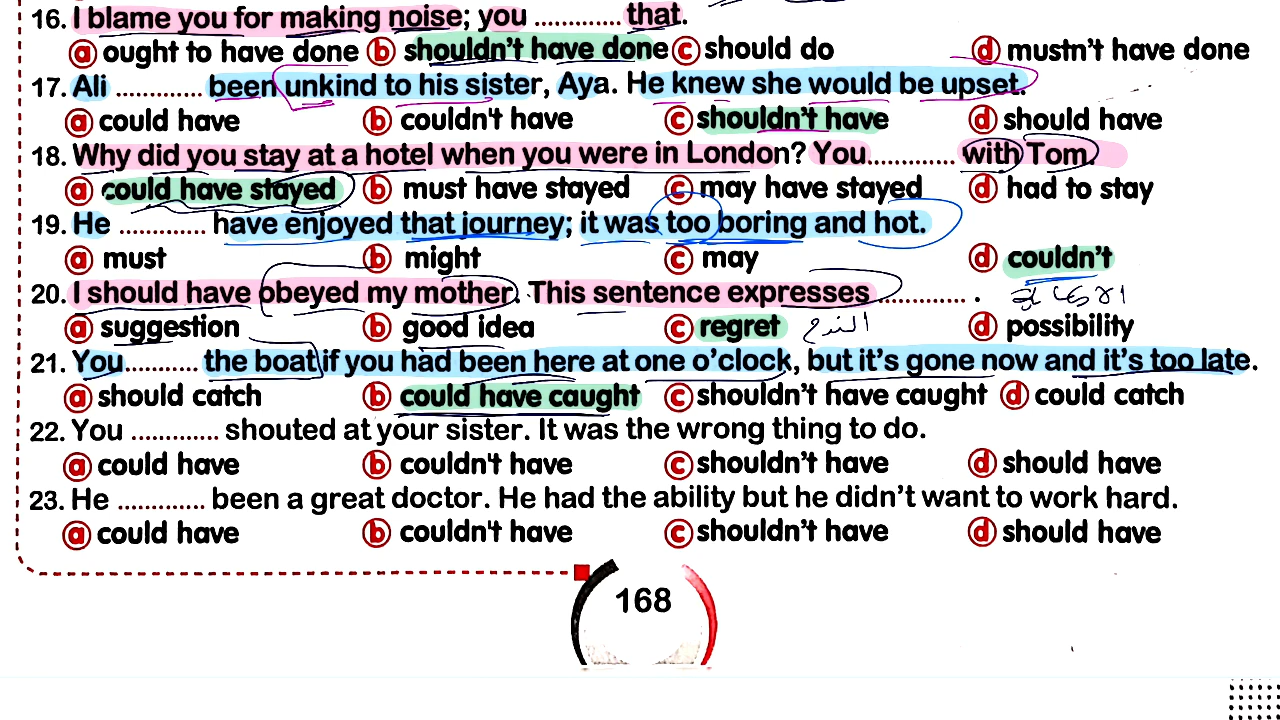 16. I blame you for making noise; you ............. that.
ⓐ ought to have done ⓑ shouldn't have done ⓒ should do ⓓ mustn't have done
17. Ali ............. been unkind to his sister, Aya. He knew she would be upset.
ⓐ could have ⓑ couldn't have ⓒ shouldn't have ⓓ should have
18. Why did you stay at a hotel when you were in London? You............. with Tom.
ⓐ could have stayed ⓑ must have stayed ⓒ may have stayed ⓓ had to stay
19. He ............. have enjoyed that journey; it was too boring and hot.
ⓐ must ⓑ might ⓒ may ⓓ couldn't
20. I should have obeyed my mother. This sentence expresses ............. .
ⓐ suggestion ⓑ good idea ⓒ regret ⓓ possibility
21. You........... the boat if you had been here at one o'clock, but it's gone now and it's too late.
ⓐ should catch ⓑ could have caught ⓒ shouldn't have caught ⓓ could catch
22. You ............. shouted at your sister. It was the wrong thing to do.
ⓐ could have ⓑ couldn't have ⓒ shouldn't have ⓓ should have
23. He ............. been a great doctor. He had the ability but he didn't want to work hard.
ⓐ could have ⓑ couldn't have ⓒ shouldn't have ⓓ should have
168